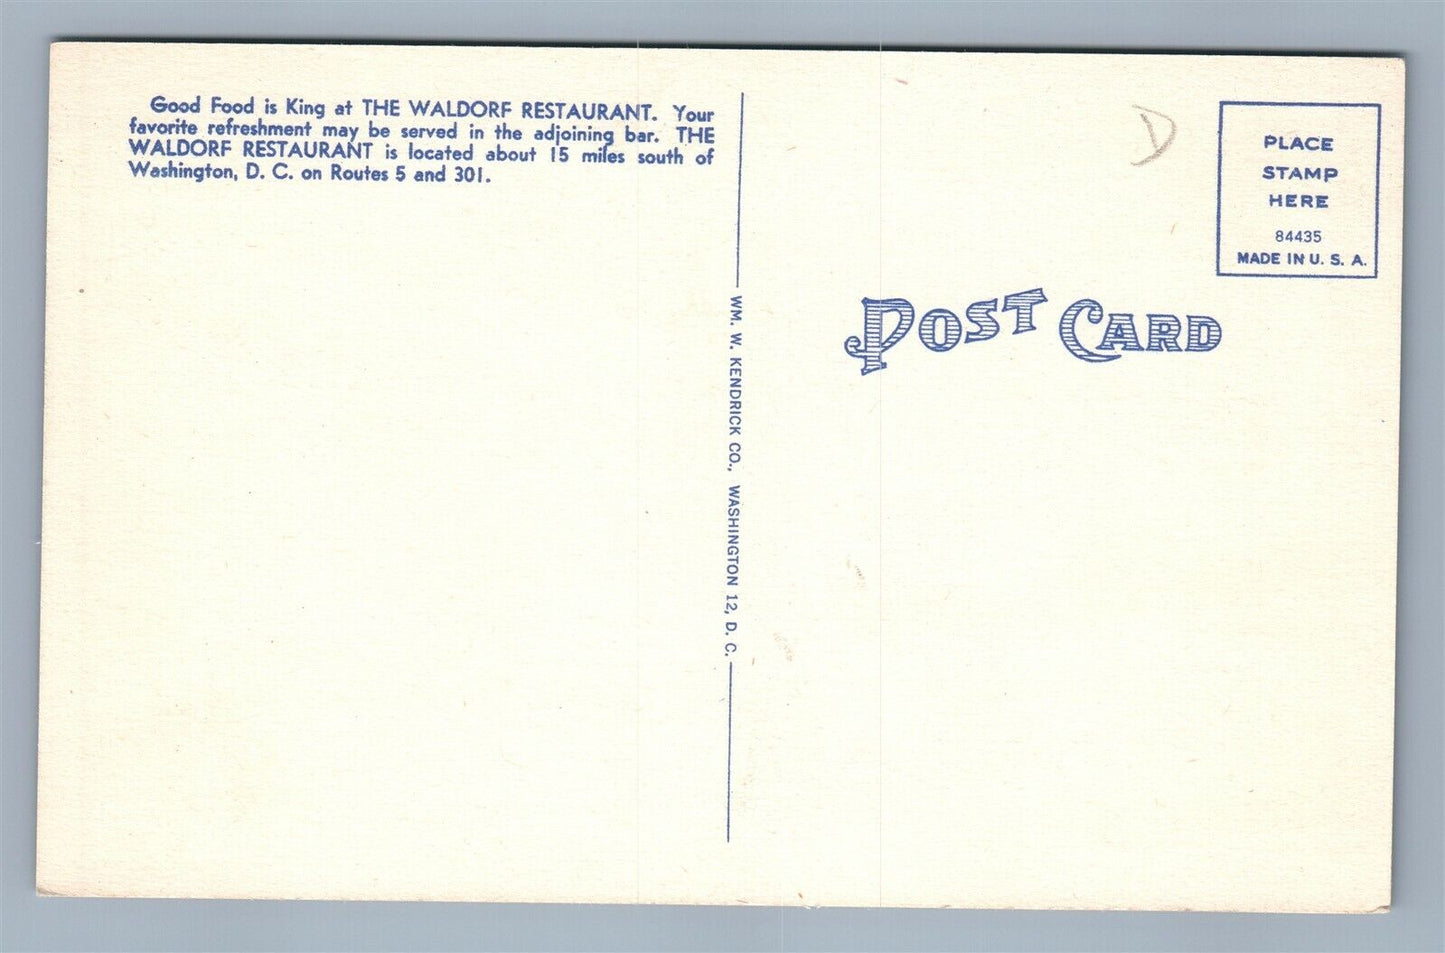 Good Food is King at THE WALDORF RESTAURANT. Your
favorite refreshment may be served in the adjoining bar. THE
WALDORF RESTAURANT is located about 15 miles south of
Washington, D. C. on Routes 5 and 301.
WM. W. KENDRICK CO., WASHINGTON 12, D. C.
D
PLACE
STAMP
HERE
84435
MADE IN U. S. A.
POST CARD